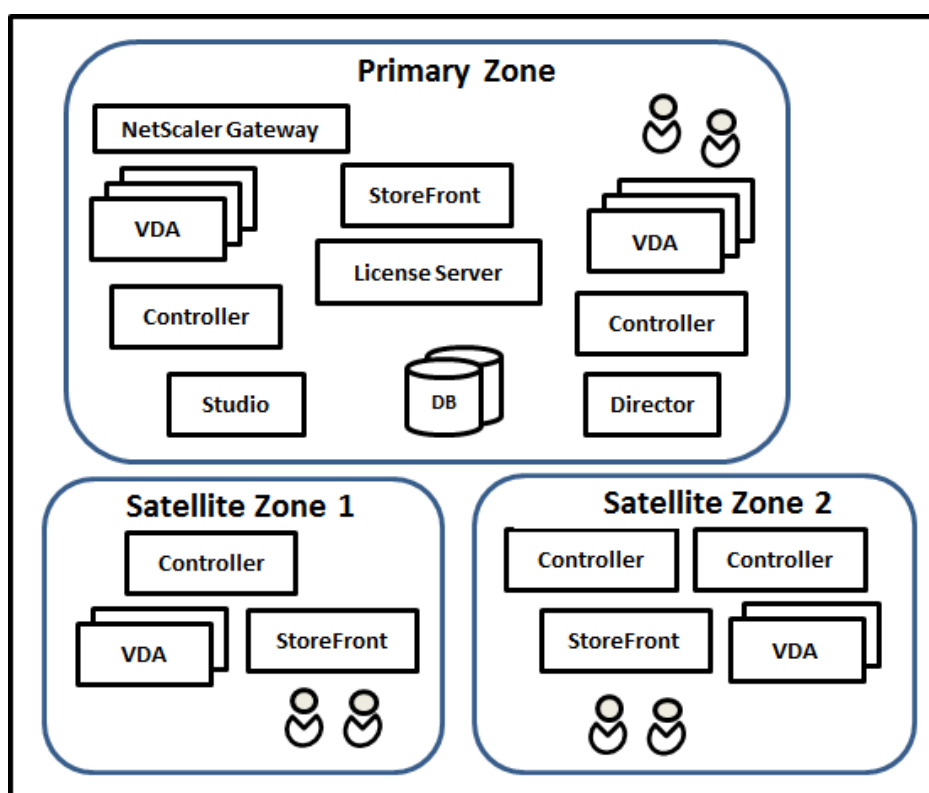 Primary Zone
NetScaler Gateway
StoreFront
VDA
VDA
License Server
Controller
Controller
Studio
DB
Director
Satellite Zone 1
Controller
VDA
StoreFront
Satellite Zone 2
Controller
Controller
StoreFront
VDA